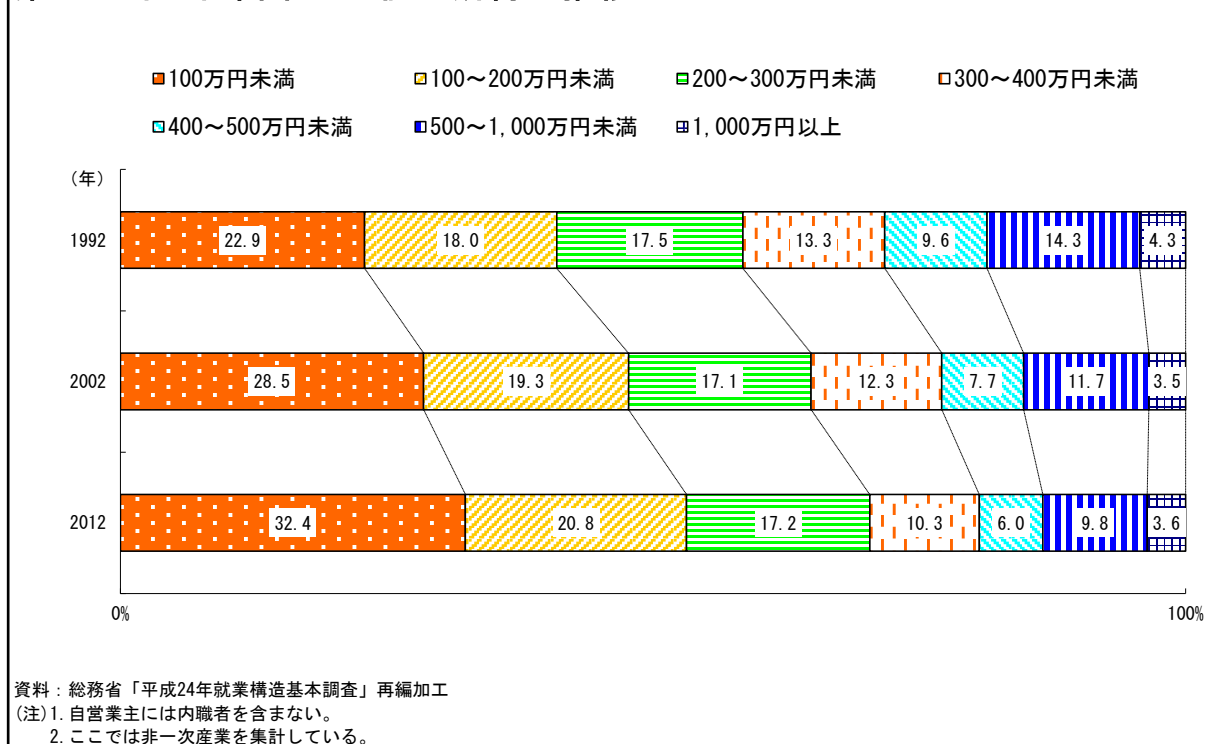 100万円未満 100～200万円未満 200～300万円未満 300～400万円未満
400～500万円未満 500～1,000万円未満 1,000万円以上
(年)
1992 22.9 18.0 17.5 13.3 9.6 14.3 4.3
2002 28.5 19.3 17.1 12.3 7.7 11.7 3.5
2012 32.4 20.8 17.2 10.3 6.0 9.8 3.6
0% 100%
資料：総務省「平成24年就業構造基本調査」再編加工
(注)1.自営業主には内職者を含まない。
2.ここでは非一次産業を集計している。